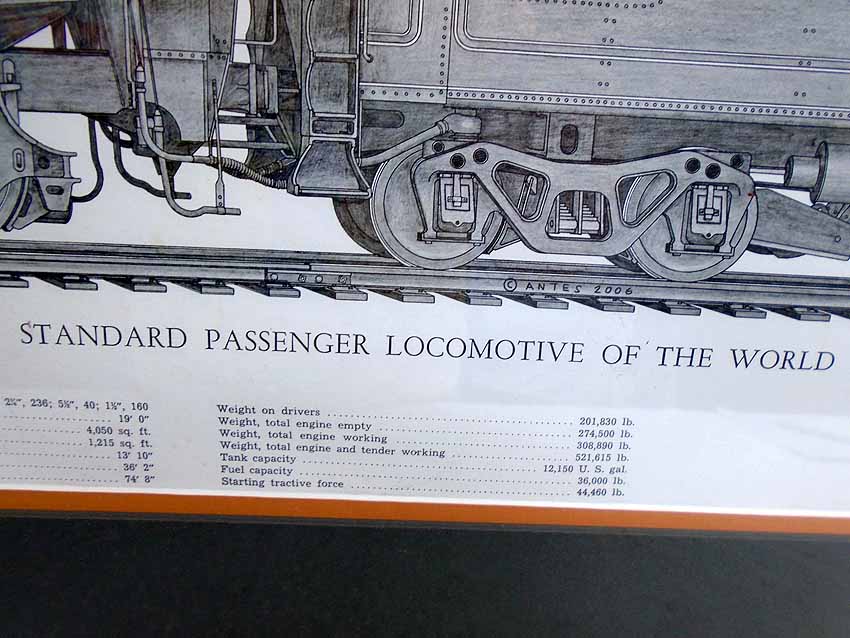 © ANTES 2006
STANDARD PASSENGER LOCOMOTIVE OF THE WORLD
2¼", 236; 5½", 40; 1½", 160
19' 0"
4,050 sq. ft.
1,215 sq. ft.
13' 10"
36' 2"
74' 8"
Weight on drivers 201,830 lb.
Weight, total engine empty 274,500 lb.
Weight, total engine working 308,890 lb.
Weight, total engine and tender working 521,615 lb.
Tank capacity 12,150 U. S. gal.
Fuel capacity 36,000 lb.
Starting tractive force 44,460 lb.